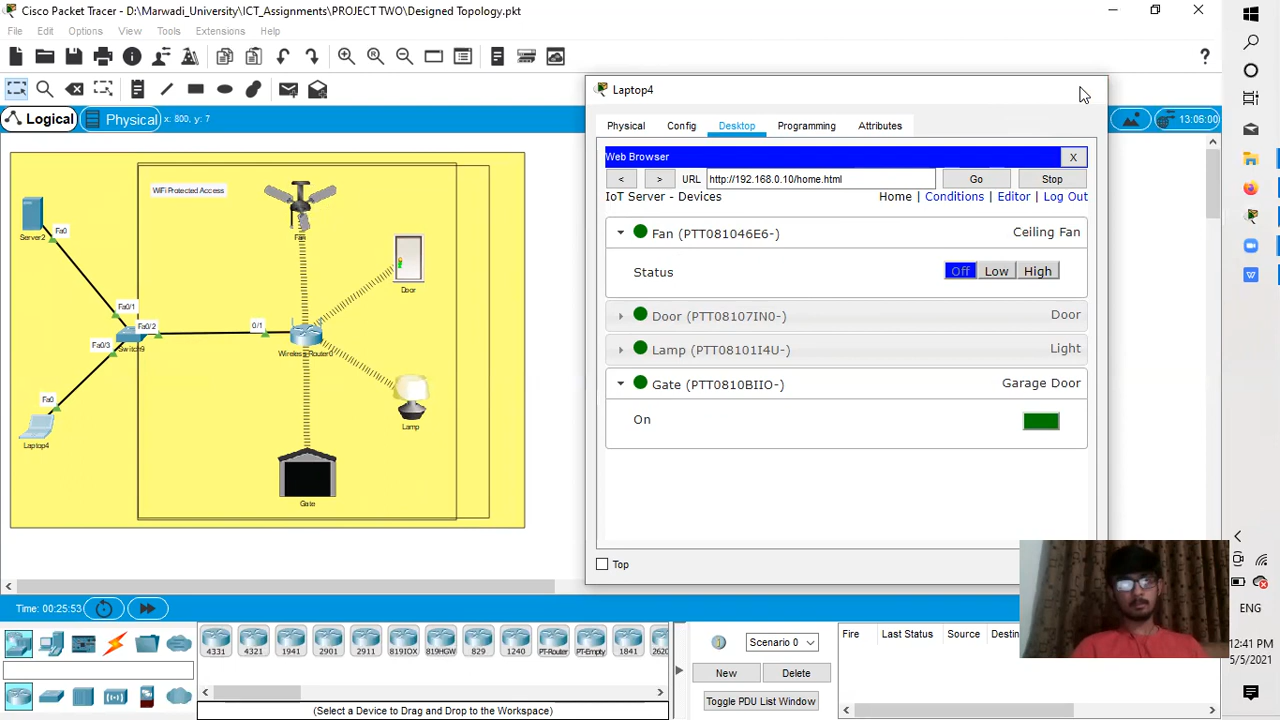 Cisco Packet Tracer - D:\Marwadi_University\ICT_Assignments\PROJECT TWO\Designed Topology.pkt
File Edit Options View Tools Extensions Help
?
Logical Physical x: 800, y: 7
13:06:00
WiFi Protected Access
Server2
Fa0
Fan
Door
Fa0/1
Fa0/2
0/1
Fa0/3
Switch9
Wireless Router0
Fa0
Laptop4
Lamp
Gate
Laptop4
Physical Config Desktop Programming Attributes
Web Browser X
< > URL http://192.168.0.10/home.html Go Stop
IoT Server - Devices Home | Conditions | Editor | Log Out
Fan (PTT081046E6-) Ceiling Fan
Status Off Low High
Door (PTT08107IN0-) Door
Lamp (PTT08101I4U-) Light
Gate (PTT0810BIIO-) Garage Door
On
Top
Time: 00:25:53
4331 4321 1941 2901 2911 819IOX 819HGW 829 1240 PT-Router PT-Empty 1841 2620
(Select a Device to Drag and Drop to the Workspace)
Scenario 0
New Delete
Toggle PDU List Window
Fire Last Status Source
ENG
12:41 PM
5/5/2021